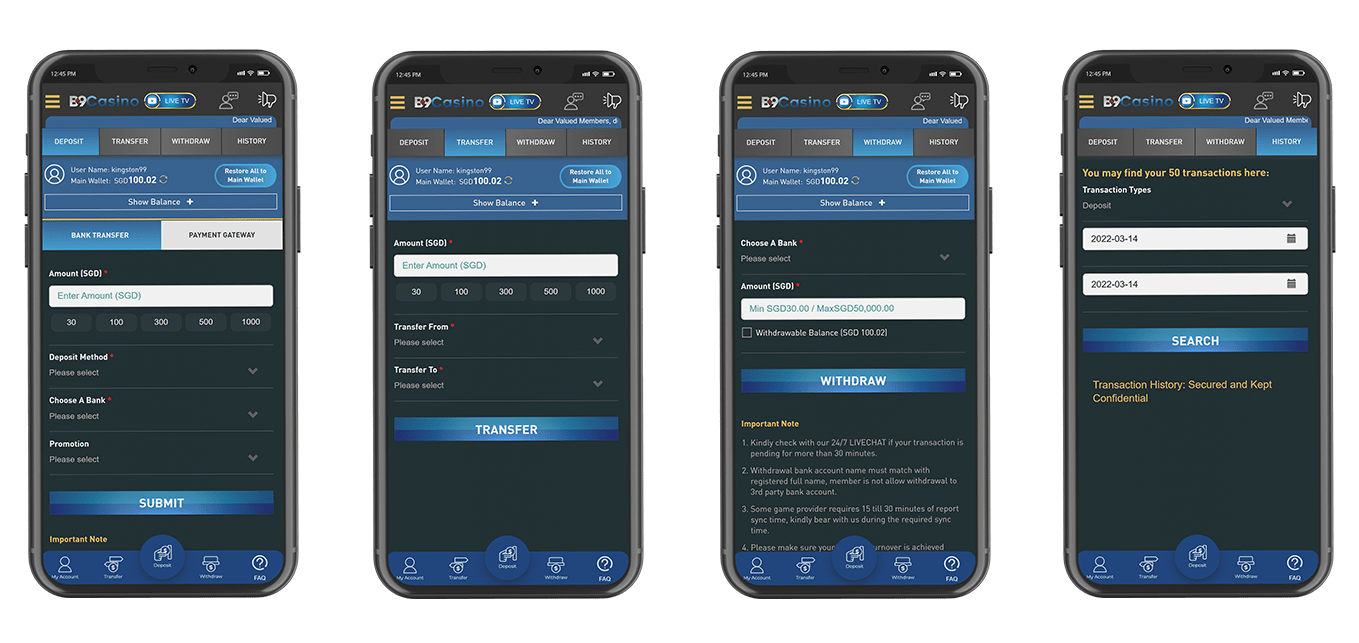 12:45 PM
B9Casino LIVE TV
Dear Valued
DEPOSIT TRANSFER WITHDRAW HISTORY
User Name: kingston99
Main Wallet: SGD100.02
Restore All to
Main Wallet
Show Balance +
BANK TRANSFER PAYMENT GATEWAY
Amount (SGD) *
Enter Amount (SGD)
30 100 300 500 1000
Deposit Method *
Please select
Choose A Bank *
Please select
Promotion
Please select
SUBMIT
Important Note
My Account Transfer Deposit Withdraw FAQ
12:45 PM
B9Casino LIVE TV
Dear Valued Members, d
DEPOSIT TRANSFER WITHDRAW HISTORY
User Name: kingston99
Main Wallet: SGD100.02
Restore All to
Main Wallet
Show Balance +
Amount (SGD) *
Enter Amount (SGD)
30 100 300 500 1000
Transfer From *
Please select
Transfer To *
Please select
TRANSFER
My Account Transfer Deposit Withdraw FAQ
12:45 PM
B9Casino LIVE TV
Dear Valued
DEPOSIT TRANSFER WITHDRAW HISTORY
User Name: kingston99
Main Wallet: SGD100.02
Restore All to
Main Wallet
Show Balance +
Choose A Bank *
Please select
Amount (SGD) *
Min SGD30.00 / MaxSGD50,000.00
Withdrawable Balance (SGD 100.02)
WITHDRAW
Important Note
1. Kindly check with our 24/7 LIVECHAT if your transaction is
pending for more than 30 minutes.
2. Withdrawal bank account name must match with
registered full name, member is not allow withdrawal to
3rd party bank account.
3. Some game provider requires 15 till 30 minutes of report
sync time, kindly bear with us during the required sync
time.
4. Please make sure your turnover is achieved
My Account Transfer Deposit Withdraw FAQ
12:45 PM
B9Casino LIVE TV
Dear Valued Membe
DEPOSIT TRANSFER WITHDRAW HISTORY
You may find your 50 transactions here:
Transaction Types
Deposit
2022-03-14
2022-03-14
SEARCH
Transaction History: Secured and Kept
Confidential
My Account Transfer Deposit Withdraw FAQ